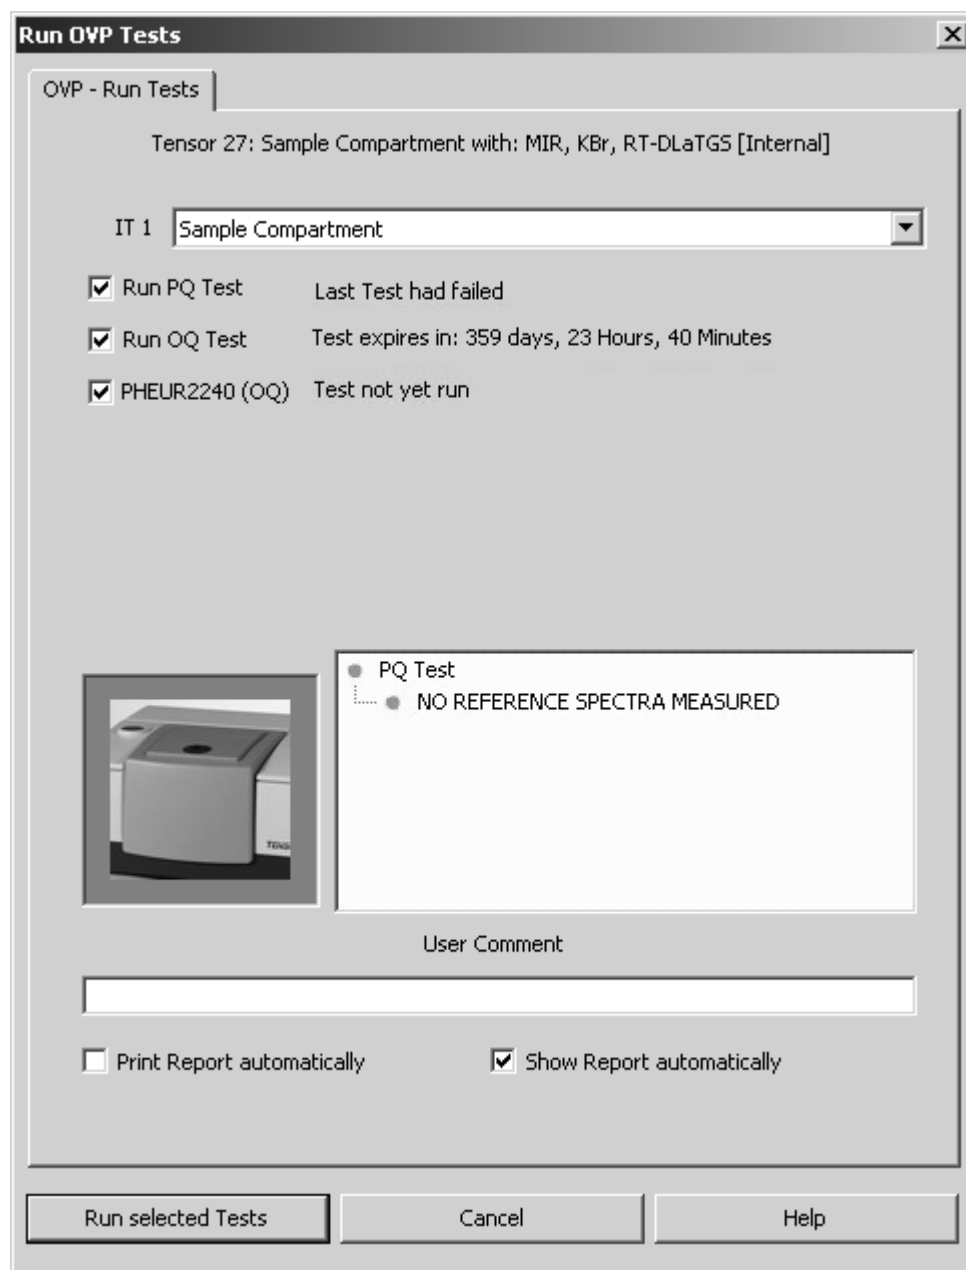 Run OVP Tests
OVP - Run Tests
Tensor 27: Sample Compartment with: MIR, KBr, RT-DLaTGS [Internal]
IT 1 Sample Compartment
Run PQ Test Last Test had failed
Run OQ Test Test expires in: 359 days, 23 Hours, 40 Minutes
PHEUR2240 (OQ) Test not yet run
PQ Test
NO REFERENCE SPECTRA MEASURED
User Comment
Print Report automatically Show Report automatically
Run selected Tests Cancel Help